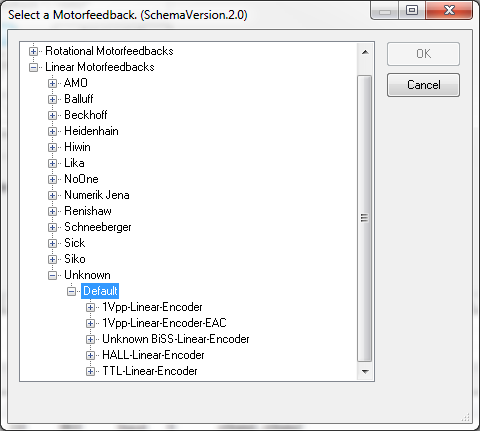 Select a Motorfeedback. (SchemaVersion.2.0)
Rotational Motorfeedbacks
Linear Motorfeedbacks
AMO
Balluff
Beckhoff
Heidenhain
Hiwin
Lika
NoOne
Numerik Jena
Renishaw
Schneeberger
Sick
Siko
Unknown
Default
1Vpp-Linear-Encoder
1Vpp-Linear-Encoder-EAC
Unknown BiSS-Linear-Encoder
HALL-Linear-Encoder
TTL-Linear-Encoder
OK
Cancel